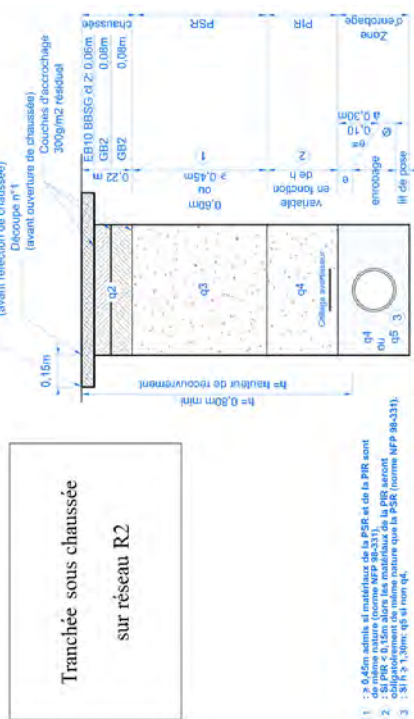 Tranchée sous chaussée
sur réseau R2
(avant réfection de chaussée)
Découpe n°1
(avant ouverture de chaussée)
Couches d'accrochage
300g/m2 résiduel
0,15m
EB10 BBSG cl 2: 0,06m
GB2 0,08m
GB2 0,08m
0,22 m
chaussée
q2
h= 0,80m mini
h= hauteur de recouvrement
q3
1
≥ 0,45m
ou
0,60m
PSR
q4
Grillage avertisseur
2
variable
en fonction
de h
PIR
q4
ou
q5 3
e
enrobage
lit de pose
e=
0,10
à 0,30m
Ø
Zone
d'enrobage
1 : ≥ 0,45m admis si matériaux de la PSR et de la PIR sont
de même nature (norme NFP 98-331).
2 : Si PIR < 0,15m alors les matériaux de la PIR seront
obligatoirement de même nature que la PSR (norme NFP 98-331).
3 : Si h ≥ 1,30m: q5 si non q4.